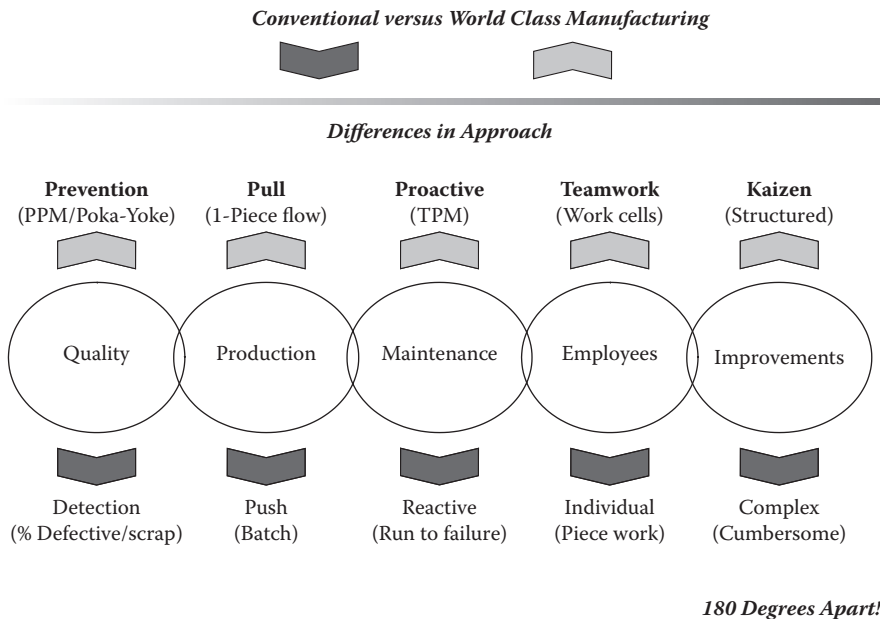 Conventional versus World Class Manufacturing
Differences in Approach
Prevention
(PPM/Poka-Yoke)
Pull
(1-Piece flow)
Proactive
(TPM)
Teamwork
(Work cells)
Kaizen
(Structured)
Quality
Production
Maintenance
Employees
Improvements
Detection
(% Defective/scrap)
Push
(Batch)
Reactive
(Run to failure)
Individual
(Piece work)
Complex
(Cumbersome)
180 Degrees Apart!